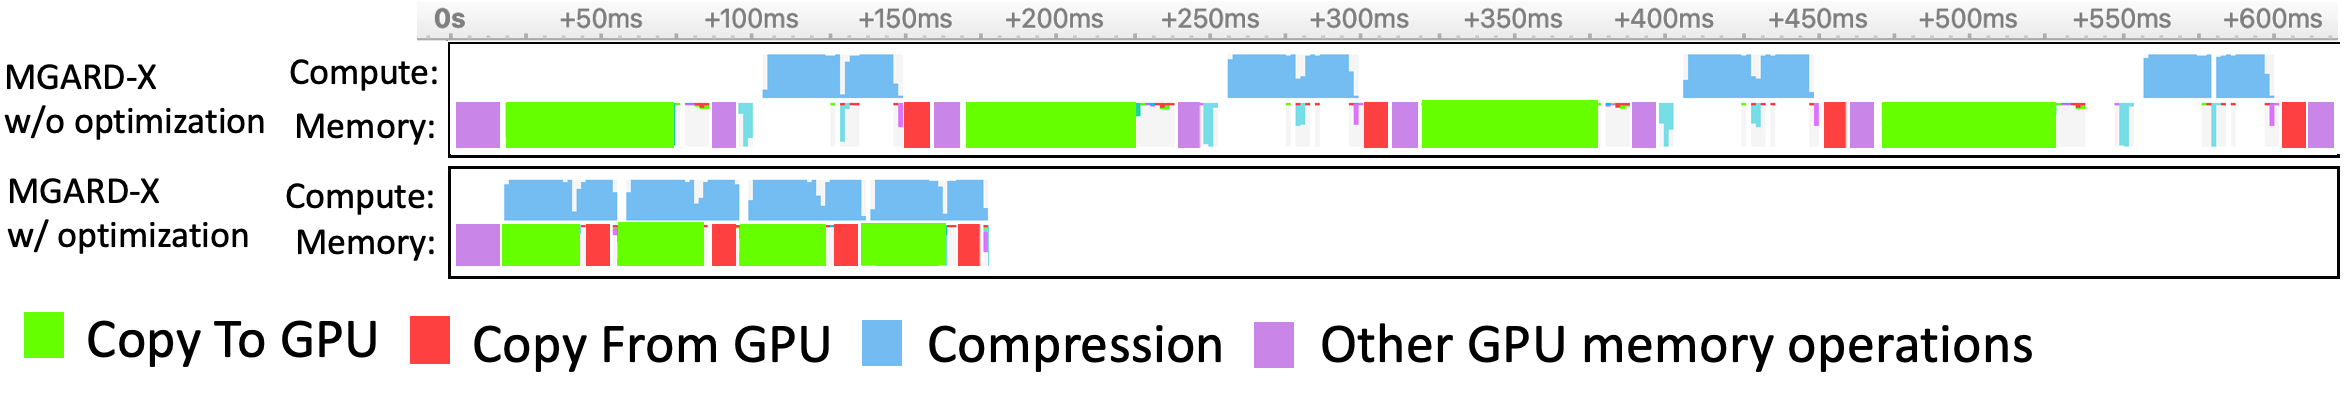 0s +50ms +100ms +150ms +200ms +250ms +300ms +350ms +400ms +450ms +500ms +550ms +600ms
MGARD-X
w/o optimization
Compute:
Memory:
MGARD-X
w/ optimization
Compute:
Memory:
Copy To GPU Copy From GPU Compression Other GPU memory operations